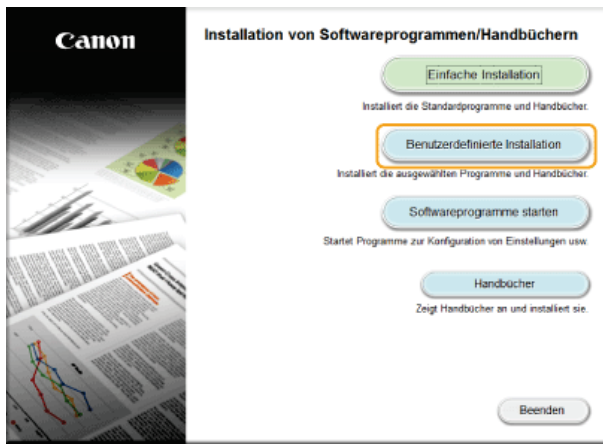 Canon
Installation von Softwareprogrammen/Handbüchern
Einfache Installation
Installiert die Standardprogramme und Handbücher.
Benutzerdefinierte Installation
Installiert die ausgewählten Programme und Handbücher.
Softwareprogramme starten
Startet Programme zur Konfiguration von Einstellungen usw.
Handbücher
Zeigt Handbücher an und installiert sie.
Beenden